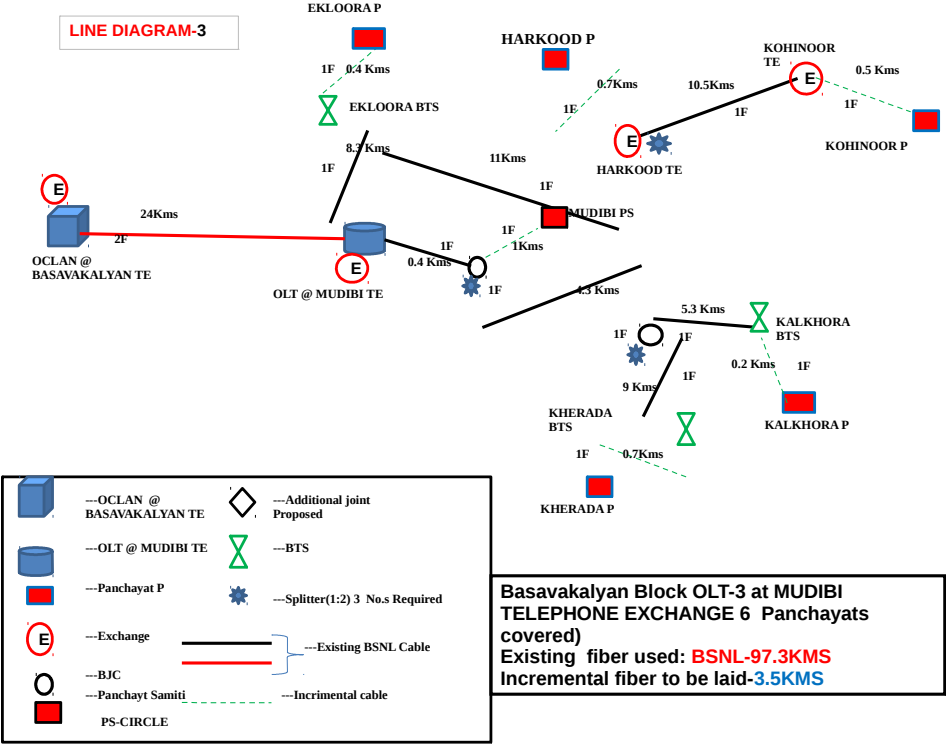 LINE DIAGRAM-3
EKLOORA P
1F 0.4 Kms
EKLOORA BTS
8.3 Kms
1F
HARKOOD P
0.7Kms
1F
KOHINOOR
TE
E
0.5 Kms
10.5Kms
1F
1F
KOHINOOR P
E
HARKOOD TE
11Kms
1F
MUDIBI PS
E
24Kms
2F
OCLAN @
BASAVAKALYAN TE
1F
1Kms
1F
0.4 Kms
E
OLT @ MUDIBI TE
1F
4.3 Kms
5.3 Kms
KALKHORA
BTS
1F
1F
0.2 Kms
1F
9 Kms
1F
KALKHORA P
KHERADA
BTS
1F
0.7Kms
KHERADA P
---OCLAN @
BASAVAKALYAN TE
---Additional joint
Proposed
---OLT @ MUDIBI TE
---BTS
---Panchayat P
---Splitter(1:2) 3 No.s Required
E
---Exchange
---Existing BSNL Cable
---BJC
---Panchayt Samiti
---Incrimental cable
PS-CIRCLE
Basavakalyan Block OLT-3 at MUDIBI
TELEPHONE EXCHANGE 6 Panchayats
covered)
Existing fiber used: BSNL-97.3KMS
Incremental fiber to be laid-3.5KMS